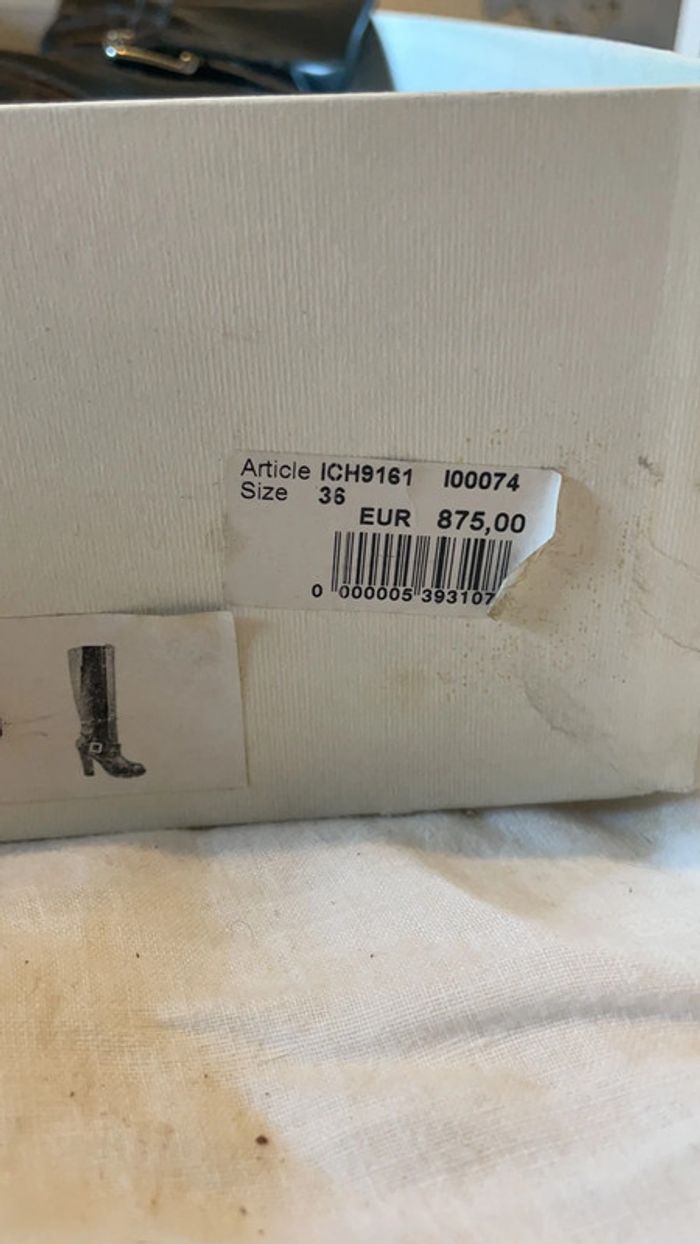 Article ICH9161 I00074
Size 36
EUR 875,00
0 000005 393107